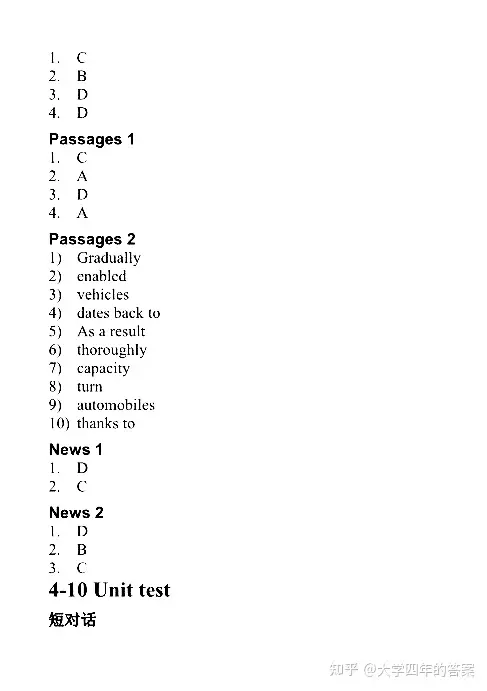 1. C
2. B
3. D
4. D
Passages 1
1. C
2. A
3. D
4. A
Passages 2
1) Gradually
2) enabled
3) vehicles
4) dates back to
5) As a result
6) thoroughly
7) capacity
8) turn
9) automobiles
10) thanks to
News 1
1. D
2. C
News 2
1. D
2. B
3. C
4-10 Unit test
短对话
知乎 @大学四年的答案